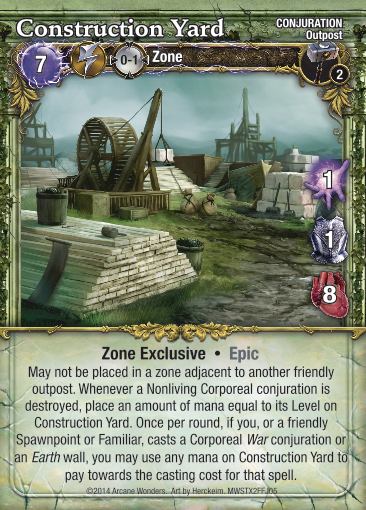 Construction Yard
CONJURATION
Outpost
7
0-1
Zone
2
1
1
8
Zone Exclusive • Epic
May not be placed in a zone adjacent to another friendly
outpost. Whenever a Nonliving Corporeal conjuration is
destroyed, place an amount of mana equal to its Level on
Construction Yard. Once per round, if you, or a friendly
Spawnpoint or Familiar, casts a Corporeal War conjuration or
an Earth wall, you may use any mana on Construction Yard to
pay towards the casting cost for that spell.
©2014 Arcane Wonders. Art by Herckeim. MWSTX2FFJ05